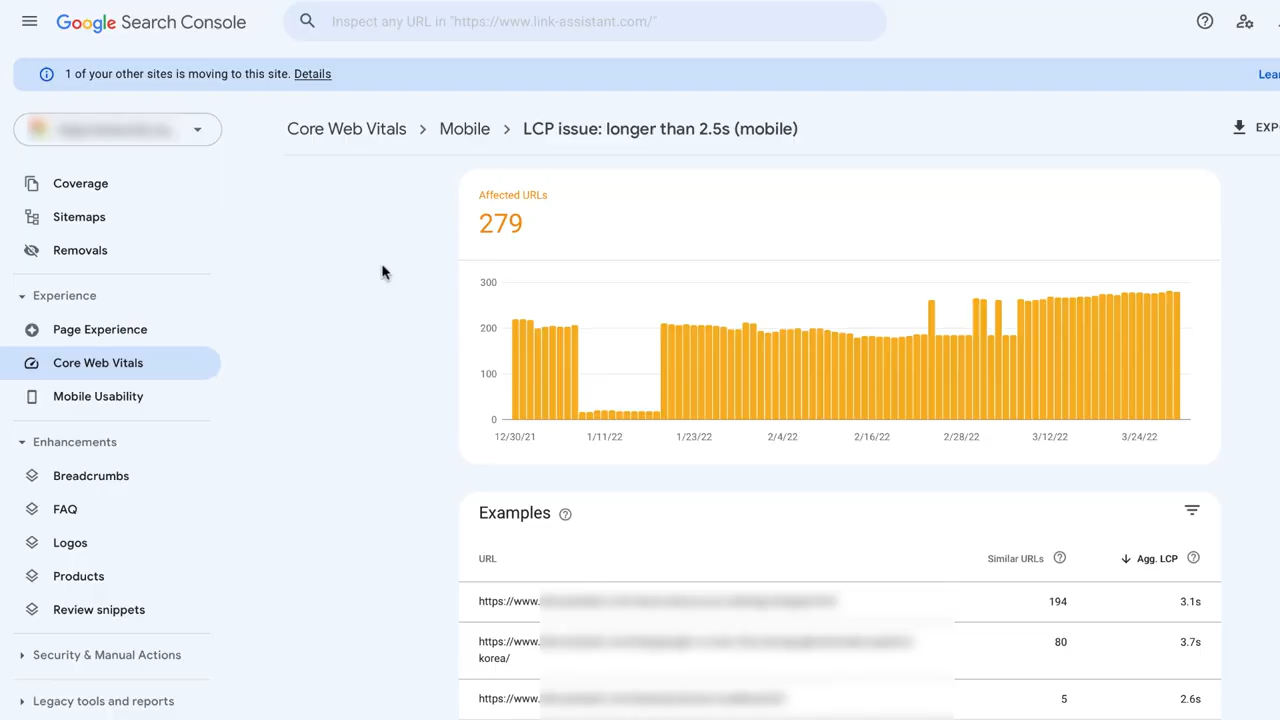 Google Search Console
Inspect any URL in "https://www.link-assistant.com/"
1 of your other sites is moving to this site. Details
Lear
Core Web Vitals > Mobile > LCP issue: longer than 2.5s (mobile)
EXP
Coverage
Sitemaps
Removals
Experience
Page Experience
Core Web Vitals
Mobile Usability
Enhancements
Breadcrumbs
FAQ
Logos
Products
Review snippets
Security & Manual Actions
Legacy tools and reports
Affected URLs
279
300
200
100
0
12/30/21 1/11/22 1/23/22 2/4/22 2/16/22 2/28/22 3/12/22 3/24/22
Examples
URL Similar URLs Agg. LCP
https://www. 194 3.1s
https://www. 80 3.7s
korea/
https://www. 5 2.6s